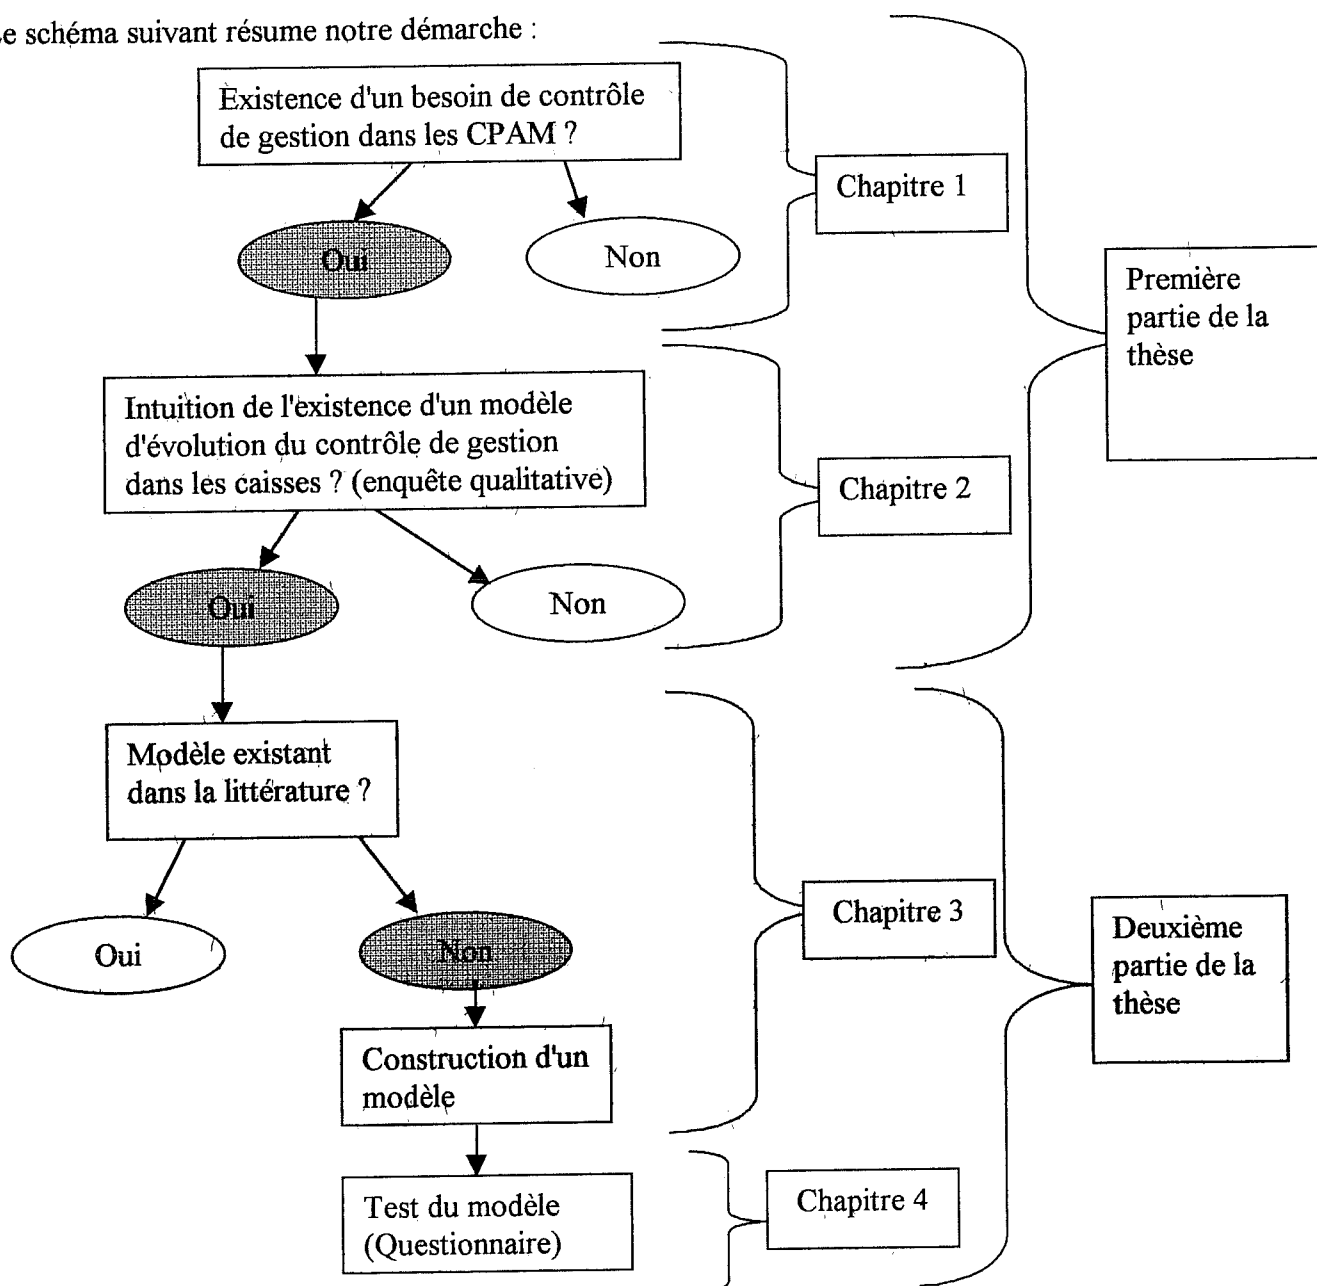 e schéma suivant résume notre démarche :
Existence d'un besoin de contrôle
de gestion dans les CPAM ?
Chapitre 1
Oui
Non
Première
partie de la
thèse
Intuition de l'existence d'un modèle
d'évolution du contrôle de gestion
dans les caisses ? (enquête qualitative)
Chapitre 2
Oui
Non
Modèle existant
dans la littérature ?
Oui
Non
Chapitre 3
Deuxième
partie de la
thèse
Construction d'un
modèle
Test du modèle
(Questionnaire)
Chapitre 4